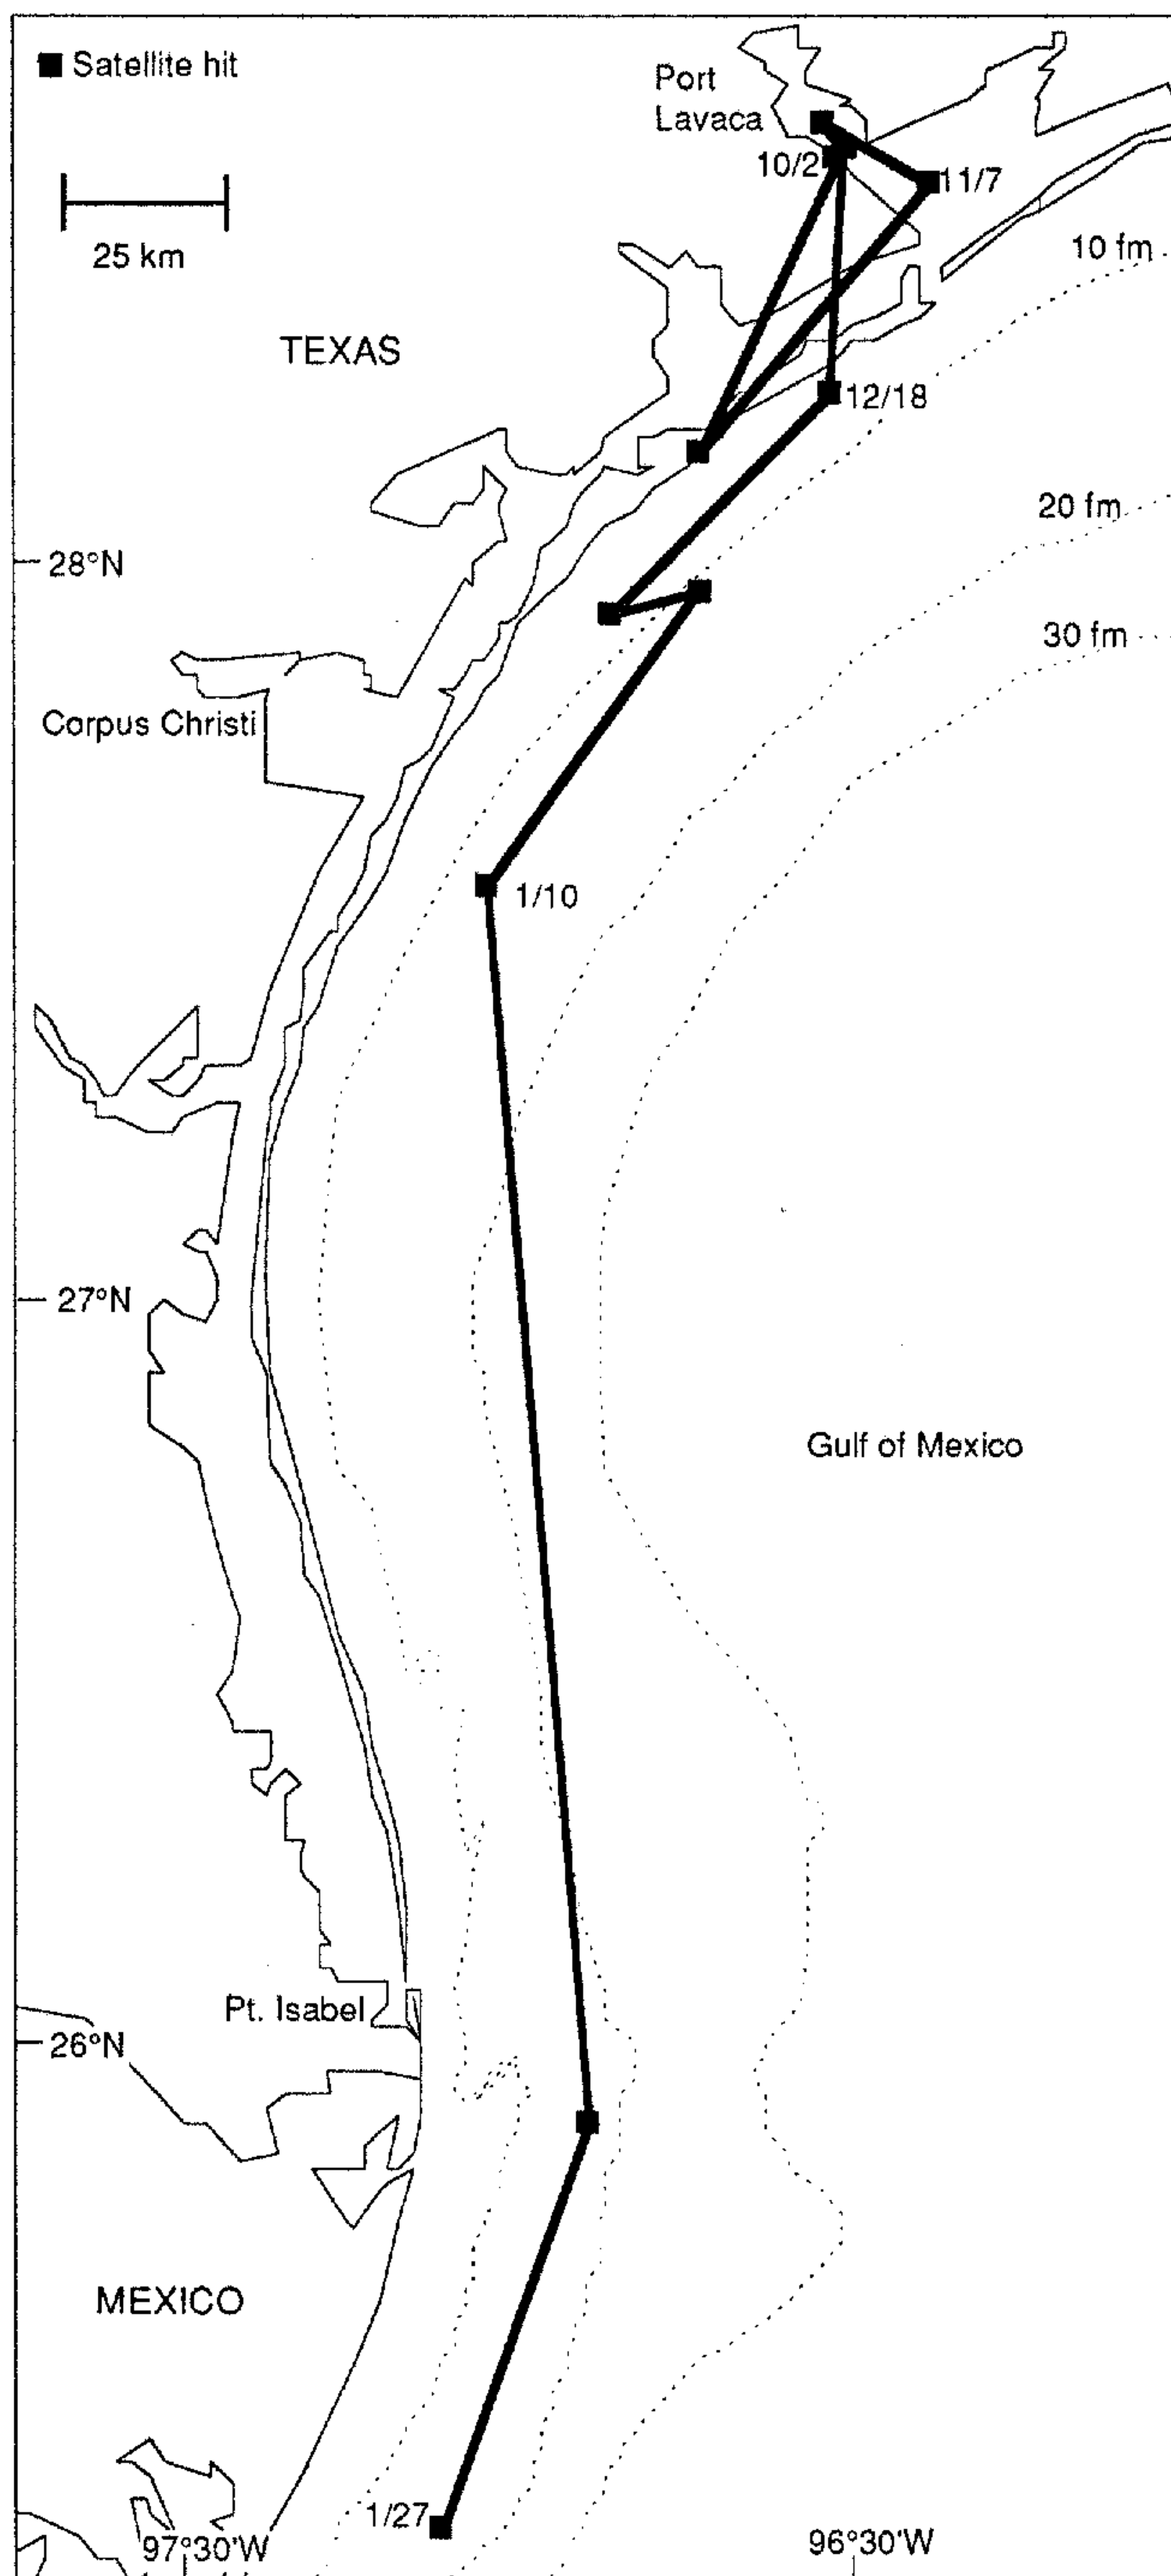 Satellite hit
Port
Lavaca
10/2
11/7
25 km
10 fm
TEXAS
12/18
20 fm
28°N
30 fm
Corpus Christi
1/10
27°N
Gulf of Mexico
Pt. Isabel
26°N
MEXICO
1/27
97°30'W
96°30'W